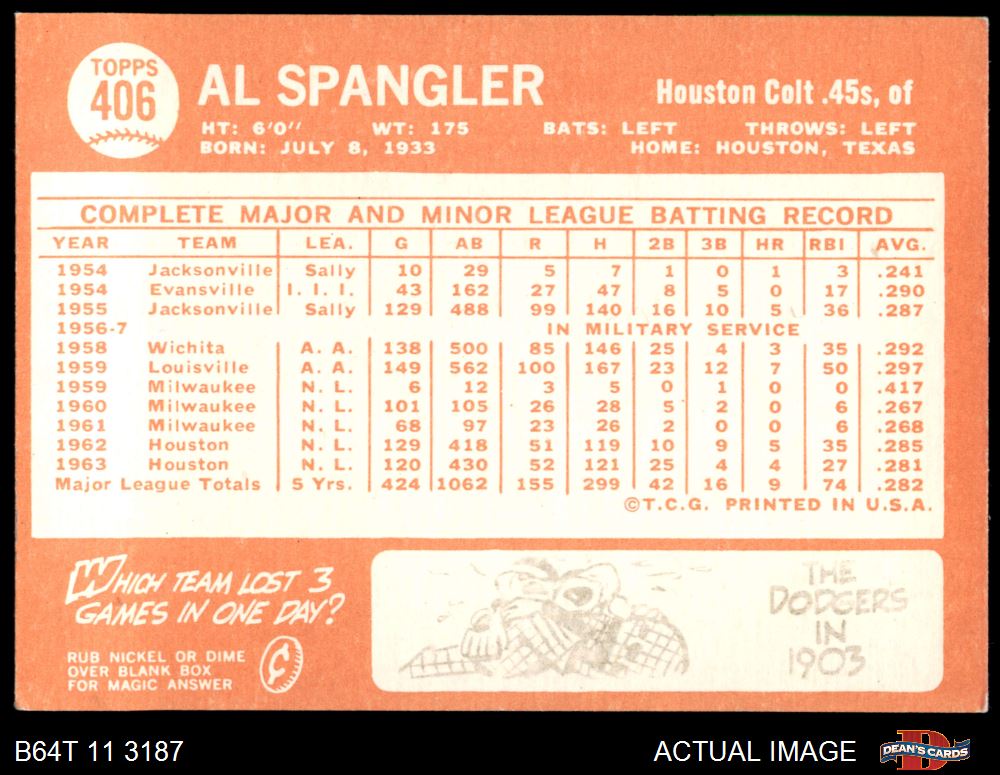 TOPPS
406
AL SPANGLER
Houston Colt .45s, of
HT: 6'0" WT: 175 BATS: LEFT THROWS: LEFT
BORN: JULY 8, 1933 HOME: HOUSTON, TEXAS
COMPLETE MAJOR AND MINOR LEAGUE BATTING RECORD
YEAR TEAM LEA. G AB R H 2B 3B HR RBI AVG.
1954 Jacksonville Sally 10 29 5 7 1 0 1 3 .241
1954 Evansville I. I. I. 43 162 27 47 8 5 0 17 .290
1955 Jacksonville Sally 129 488 99 140 16 10 5 36 .287
1956-7 IN MILITARY SERVICE
1958 Wichita A. A. 138 500 85 146 25 4 3 35 .292
1959 Louisville A. A. 149 562 100 167 23 12 7 50 .297
1959 Milwaukee N. L. 6 12 3 5 0 1 0 0 .417
1960 Milwaukee N. L. 101 105 26 28 5 2 0 6 .267
1961 Milwaukee N. L. 68 97 23 26 2 0 0 6 .268
1962 Houston N. L. 129 418 51 119 10 9 5 35 .285
1963 Houston N. L. 120 430 52 121 25 4 4 27 .281
Major League Totals 5 Yrs. 424 1062 155 299 42 16 9 74 .282
©T.C.G. PRINTED IN U.S.A.
WHICH TEAM LOST 3
GAMES IN ONE DAY?
RUB NICKEL OR DIME
OVER BLANK BOX
FOR MAGIC ANSWER
THE
DODGERS
IN
1903
B64T 11 3187
ACTUAL IMAGE
DEAN'S CARDS